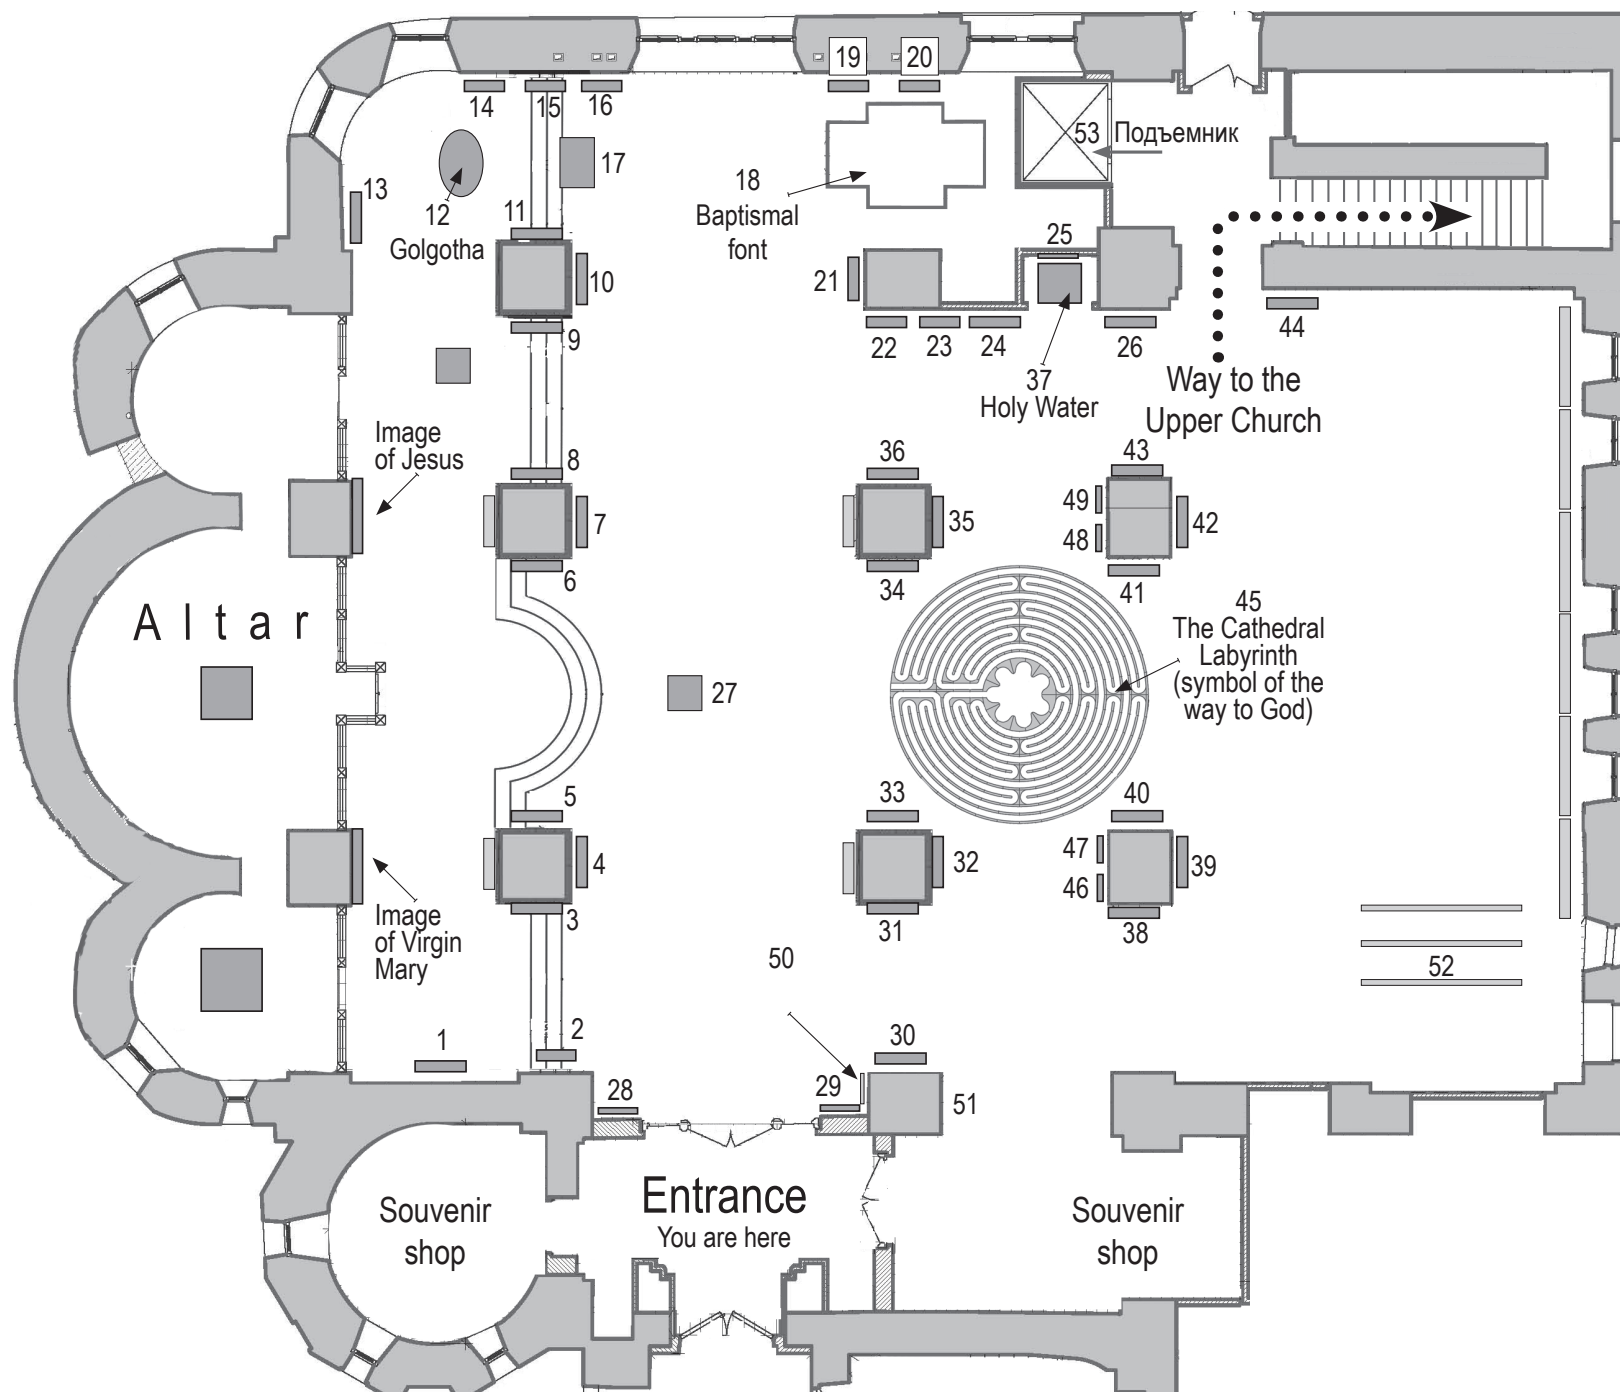 19
20
14
15
16
53 Подъемник
17
13
18
Baptismal
font
12
Golgotha
11
25
10
21
44
9
22
23
24
26
37
Holy Water
Way to the
Upper Church
Image
of Jesus
8
36
43
49
7
35
42
48
6
34
41
Altar
45
The Cathedral
Labyrinth
(symbol of the
way to God)
27
5
33
40
47
4
32
39
46
3
31
38
Image
of Virgin
Mary
50
52
1
2
30
28
29
51
Entrance
You are here
Souvenir
shop
Souvenir
shop